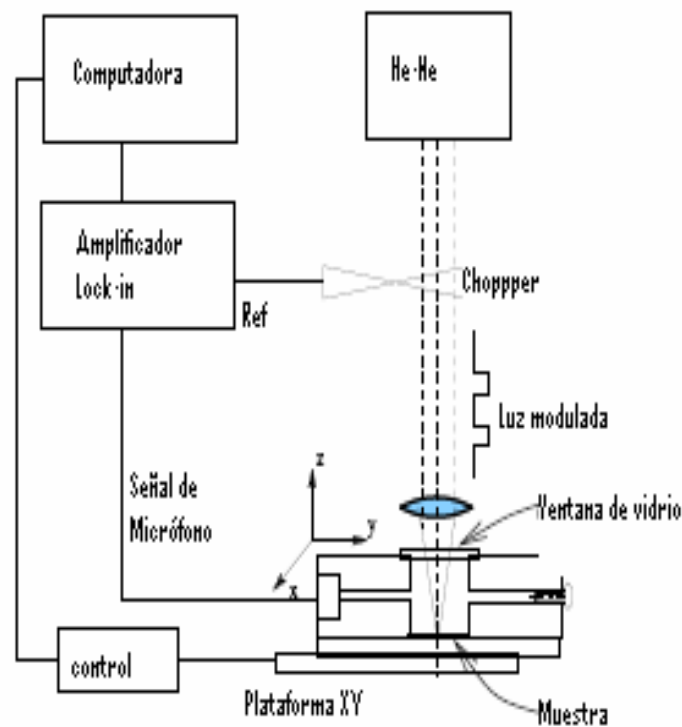 Computadora
He-Ne
Amplificador
Lock-in
Ref
Choppper
Luz modulada
Señal de
Micrófono
z
y
x
Ventana de vidrio
control
Plataforma XY
Muestra